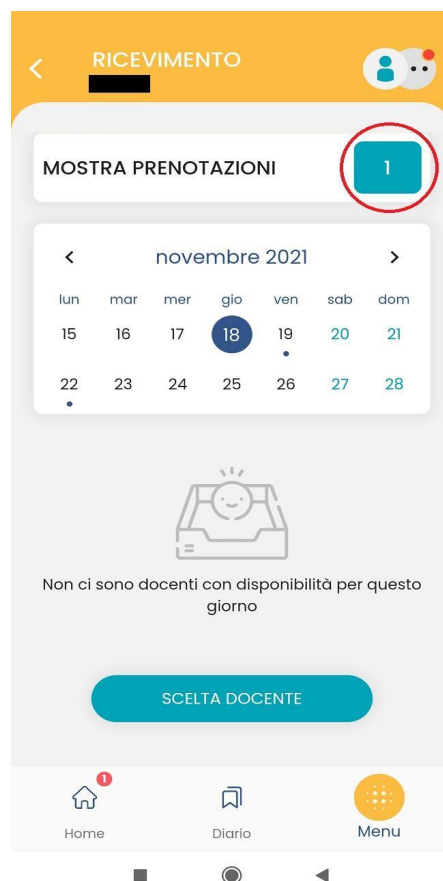 RICEVIMENTO
MOSTRA PRENOTAZIONI 1
novembre 2021
lun mar mer gio ven sab dom
15 16 17 18 19 20 21
22 23 24 25 26 27 28
Non ci sono docenti con disponibilità per questo
giorno
SCELTA DOCENTE
1
Home Diario Menu